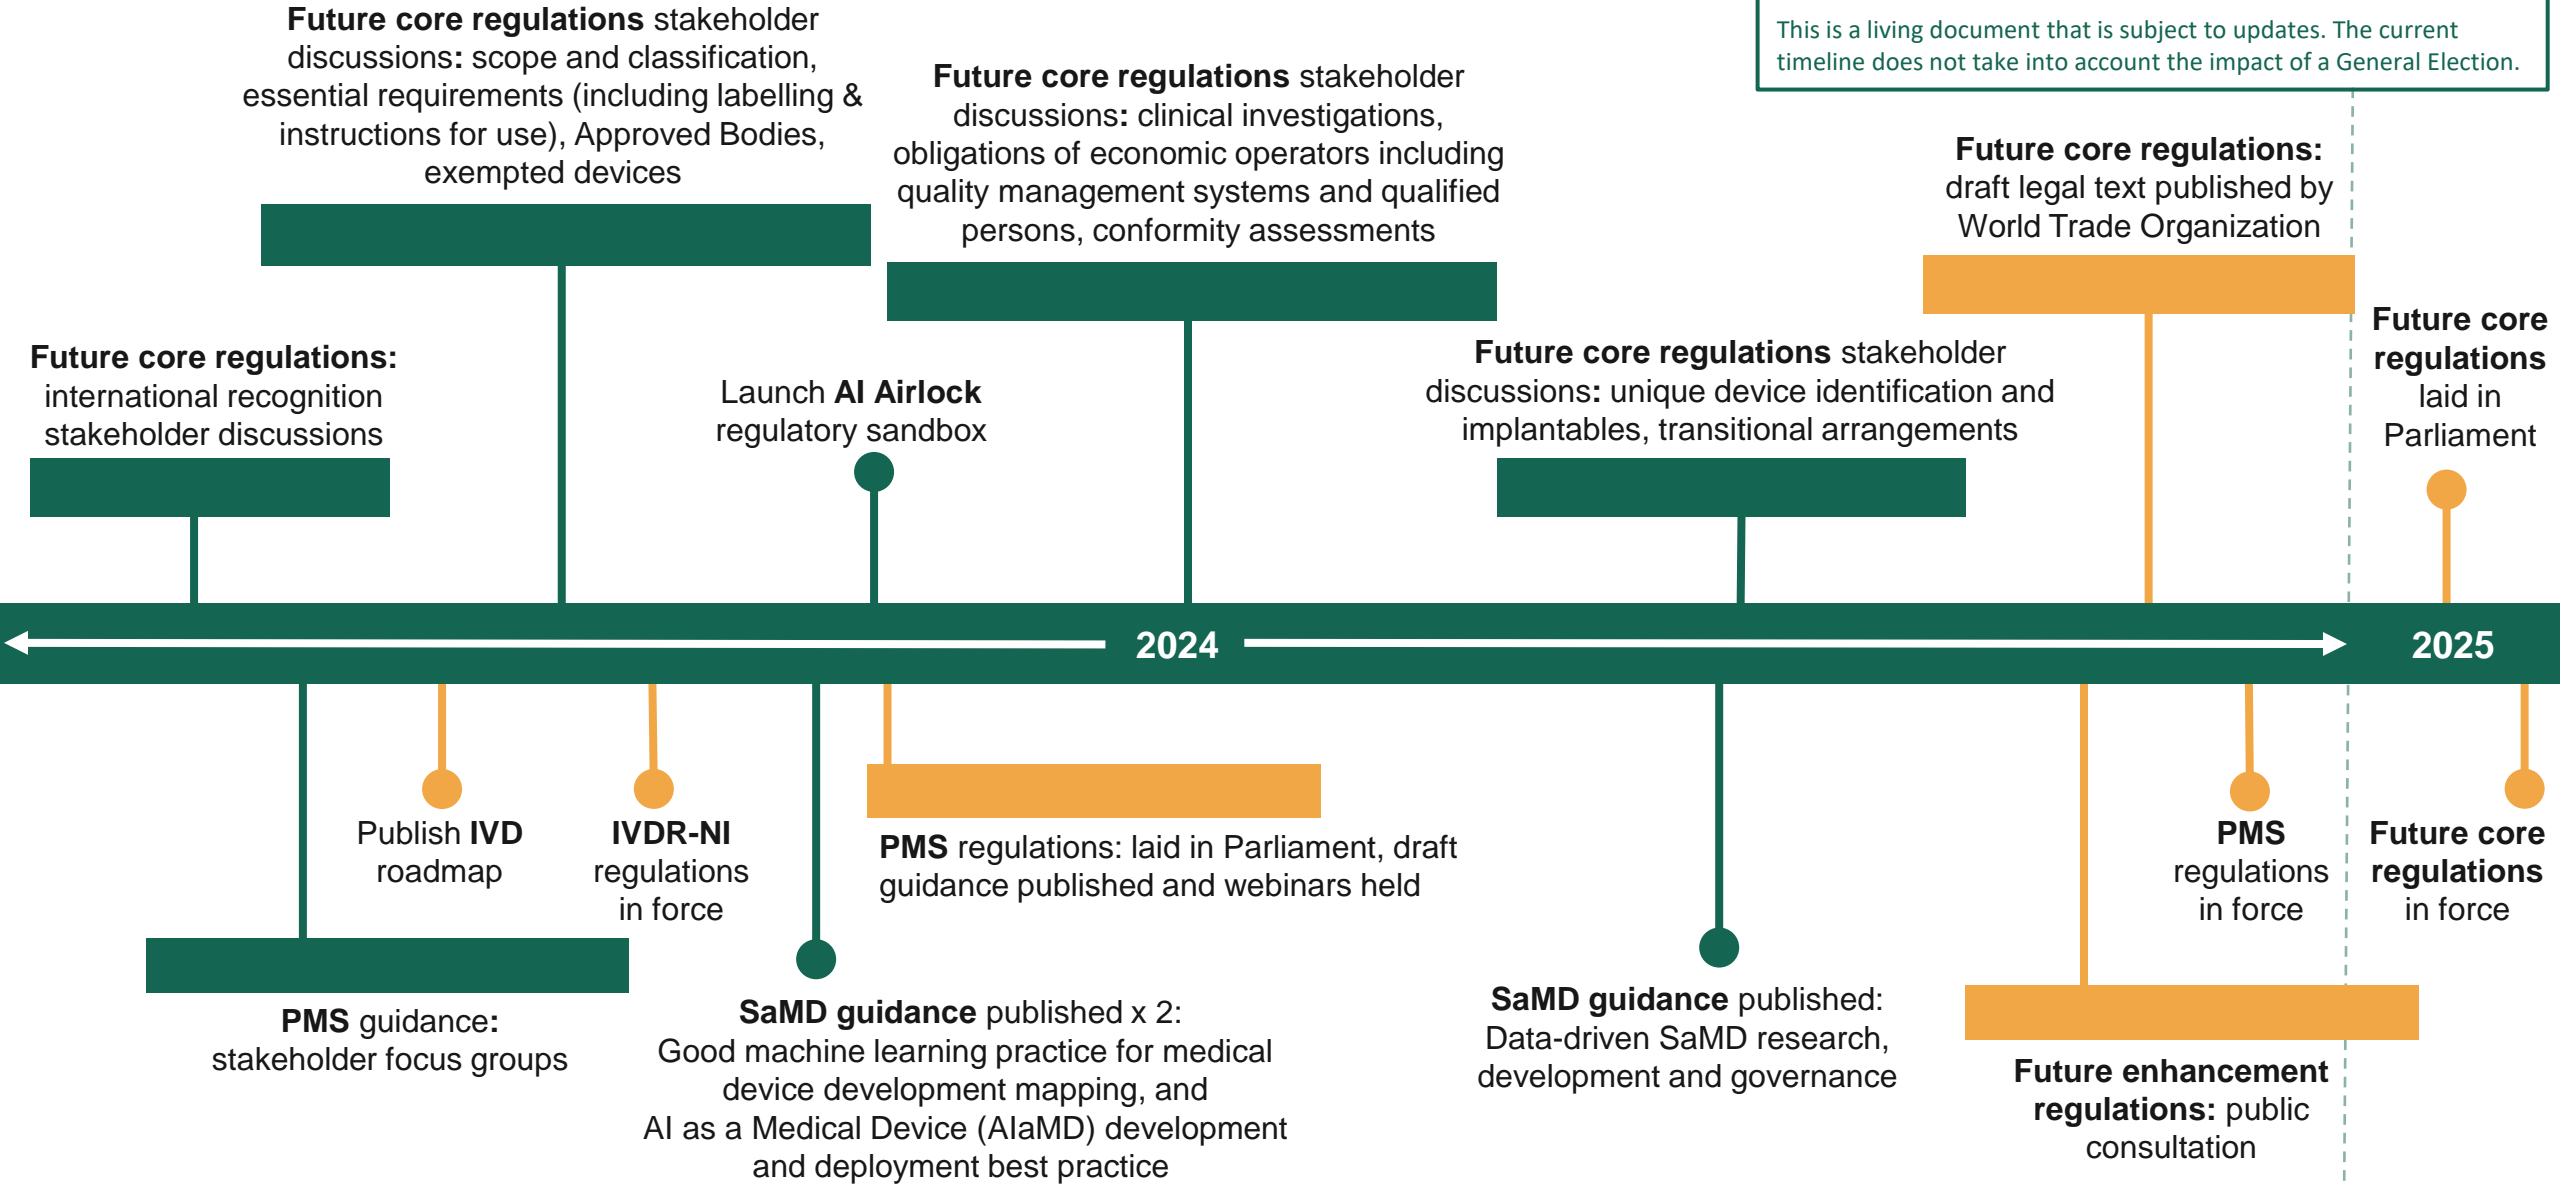 Future core regulations stakeholder
discussions: scope and classification,
essential requirements (including labelling &
instructions for use), Approved Bodies,
exempted devices
This is a living document that is subject to updates. The current
timeline does not take into account the impact of a General Election.
Future core regulations stakeholder
discussions: clinical investigations,
obligations of economic operators including
quality management systems and qualified
persons, conformity assessments
Future core regulations:
draft legal text published by
World Trade Organization
Future core regulations:
international recognition
stakeholder discussions
Launch AI Airlock
regulatory sandbox
Future core regulations stakeholder
discussions: unique device identification and
implantables, transitional arrangements
Future core
regulations
laid in
Parliament
2024
2025
Publish IVD
roadmap
IVDR-NI
regulations
in force
PMS regulations: laid in Parliament, draft
guidance published and webinars held
PMS
regulations
in force
Future core
regulations
in force
PMS guidance:
stakeholder focus groups
SaMD guidance published x 2:
Good machine learning practice for medical
device development mapping, and
AI as a Medical Device (AIaMD) development
and deployment best practice
SaMD guidance published:
Data-driven SaMD research,
development and governance
Future enhancement
regulations: public
consultation